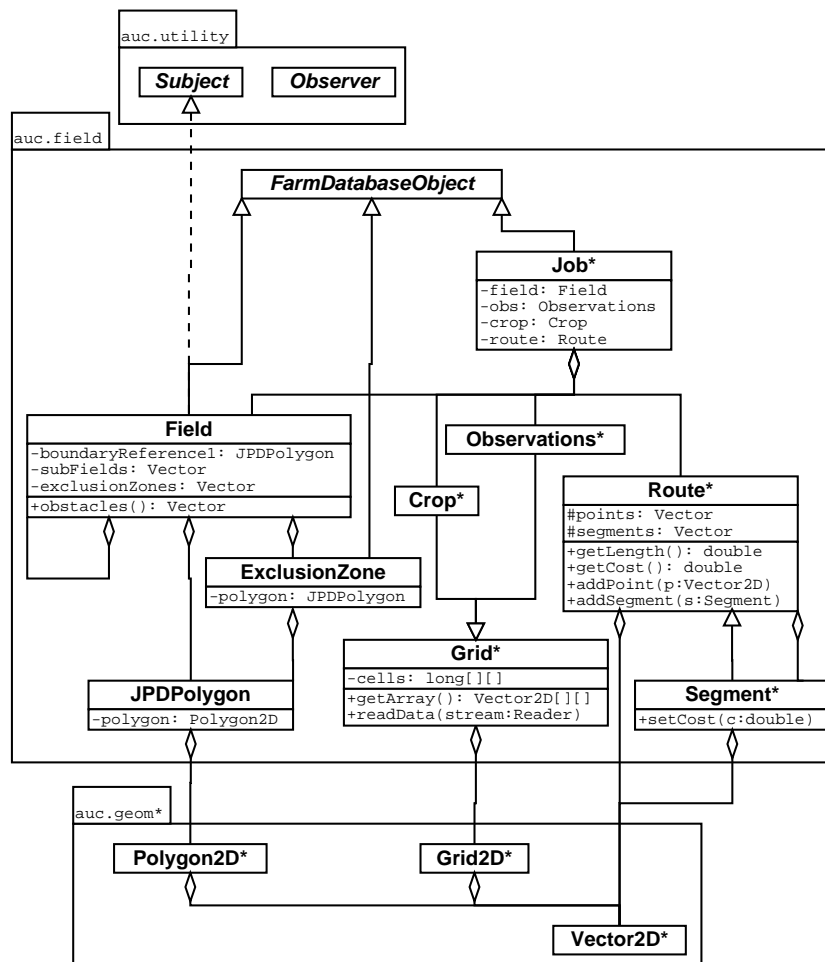 auc.utility
Subject
Observer
auc.field
FarmDatabaseObject
Job*
-field: Field
-obs: Observations
-crop: Crop
-route: Route
Field
-boundaryReference1: JPDPolygon
-subFields: Vector
-exclusionZones: Vector
+obstacles(): Vector
Observations*
Crop*
Route*
#points: Vector
#segments: Vector
+getLength(): double
+getCost(): double
+addPoint(p:Vector2D)
+addSegment(s:Segment)
ExclusionZone
-polygon: JPDPolygon
Grid*
-cells: long[][]
+getArray(): Vector2D[][]
+readData(stream:Reader)
JPDPolygon
-polygon: Polygon2D
Segment*
+setCost(c:double)
auc.geom*
Polygon2D*
Grid2D*
Vector2D*